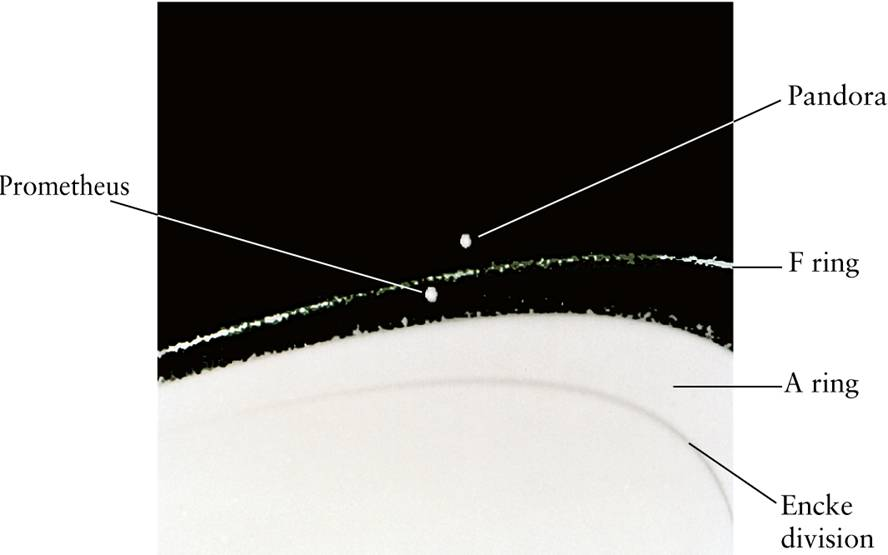 Pandora
Prometheus
F ring
A ring
Encke
division